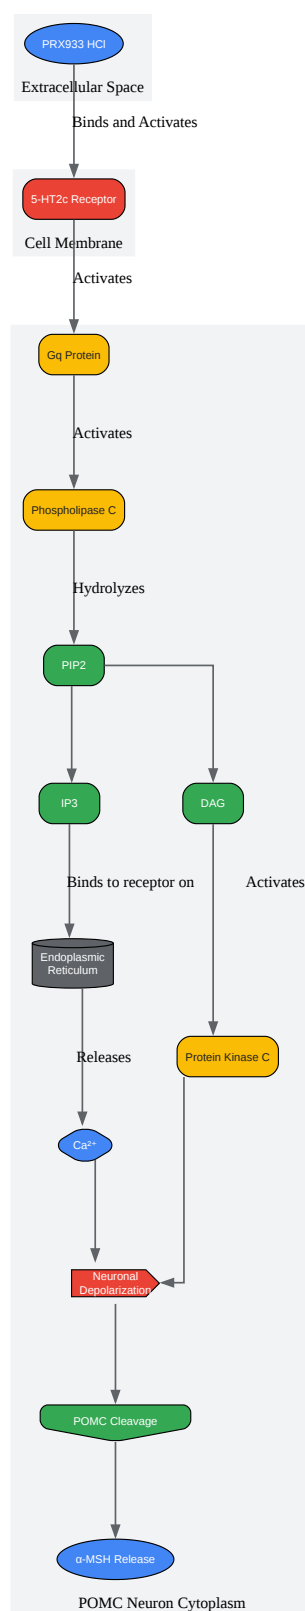 PRX933 HCl
Extracellular Space
Binds and Activates
5-HT2c Receptor
Cell Membrane
Activates
Gq Protein
Activates
Phospholipase C
Hydrolyzes
PIP2
IP3
DAG
Binds to receptor on
Activates
Endoplasmic
Reticulum
Protein Kinase C
Releases
Ca²⁺
Neuronal
Depolarization
POMC Cleavage
α-MSH Release
POMC Neuron Cytoplasm